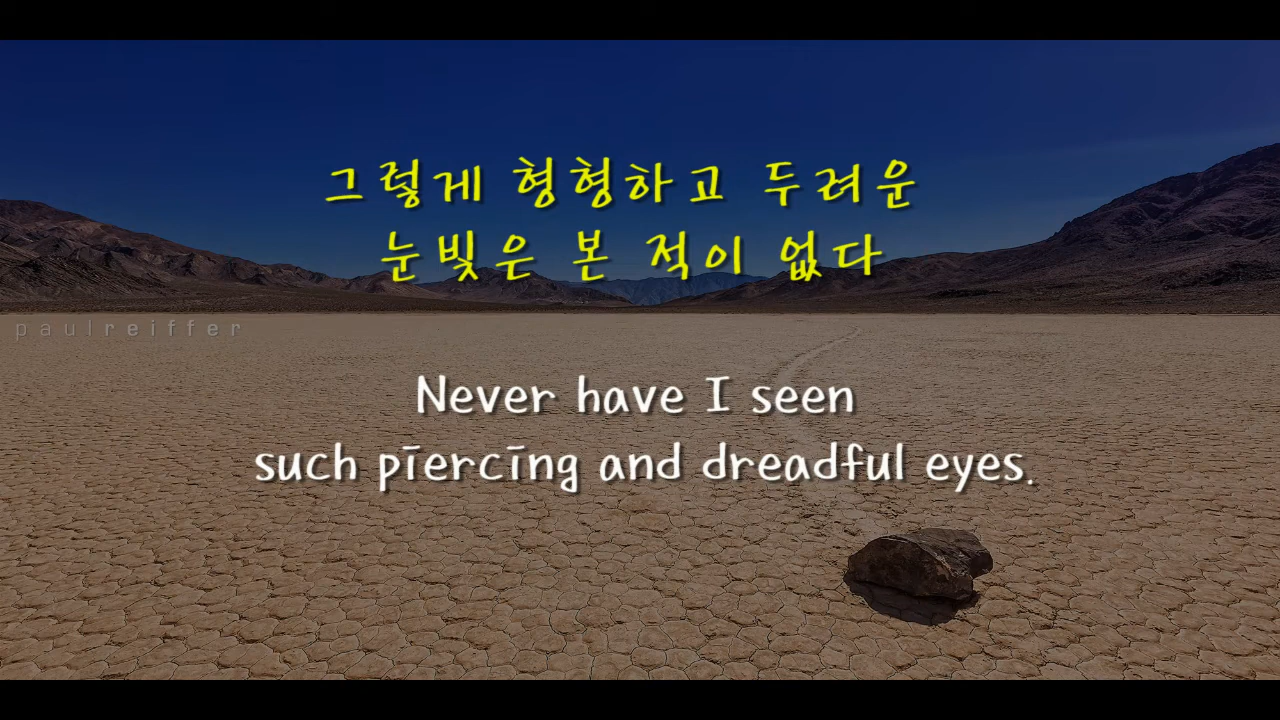 그렇게 형형하고 두려운
눈빛은 본 적이 없다
paulreiffer
Never have I seen
such piercing and dreadful eyes.